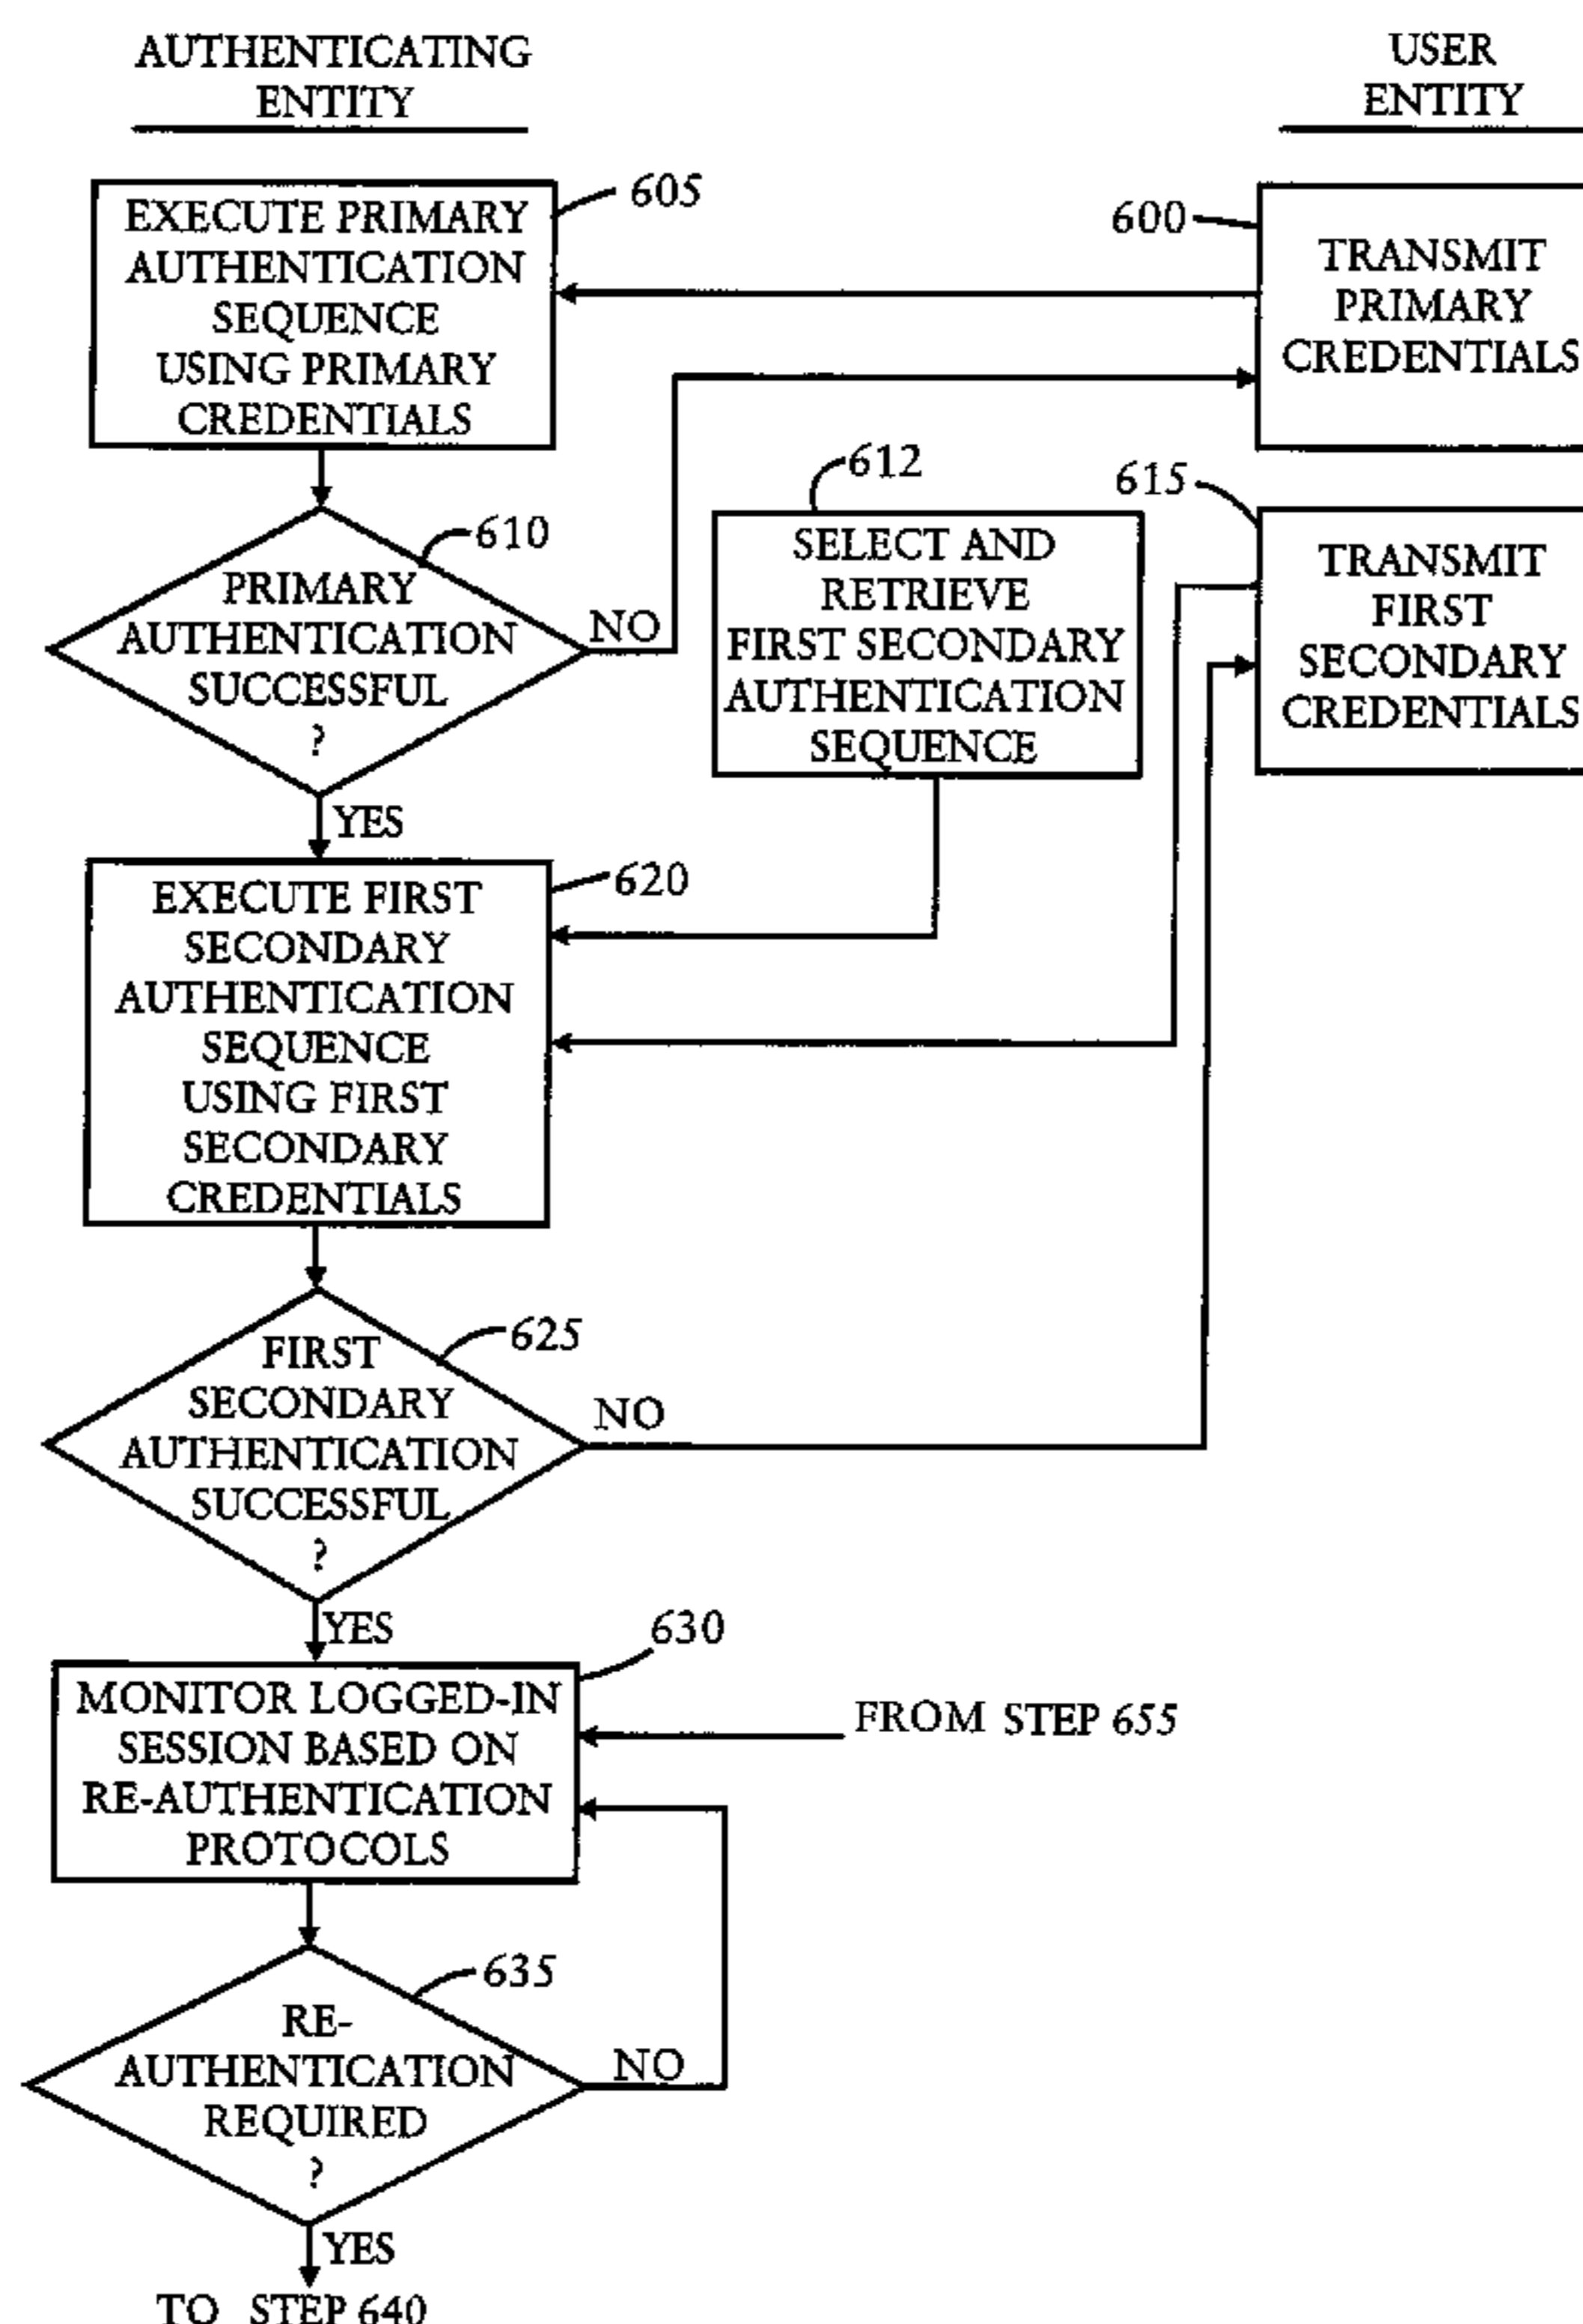 AUTHENTICATING
ENTITY
USER
ENTITY
EXECUTE PRIMARY
AUTHENTICATION
SEQUENCE
USING PRIMARY
CREDENTIALS
605
600
TRANSMIT
PRIMARY
CREDENTIALS
610
PRIMARY
AUTHENTICATION
SUCCESSFUL
?
NO
YES
612
SELECT AND
RETRIEVE
FIRST SECONDARY
AUTHENTICATION
SEQUENCE
615
TRANSMIT
FIRST
SECONDARY
CREDENTIALS
620
EXECUTE FIRST
SECONDARY
AUTHENTICATION
SEQUENCE
USING FIRST
SECONDARY
CREDENTIALS
625
FIRST
SECONDARY
AUTHENTICATION
SUCCESSFUL
?
NO
YES
630
MONITOR LOGGED-IN
SESSION BASED ON
RE-AUTHENTICATION
PROTOCOLS
FROM STEP 655
635
RE-
AUTHENTICATION
REQUIRED
?
NO
YES
TO STEP 640